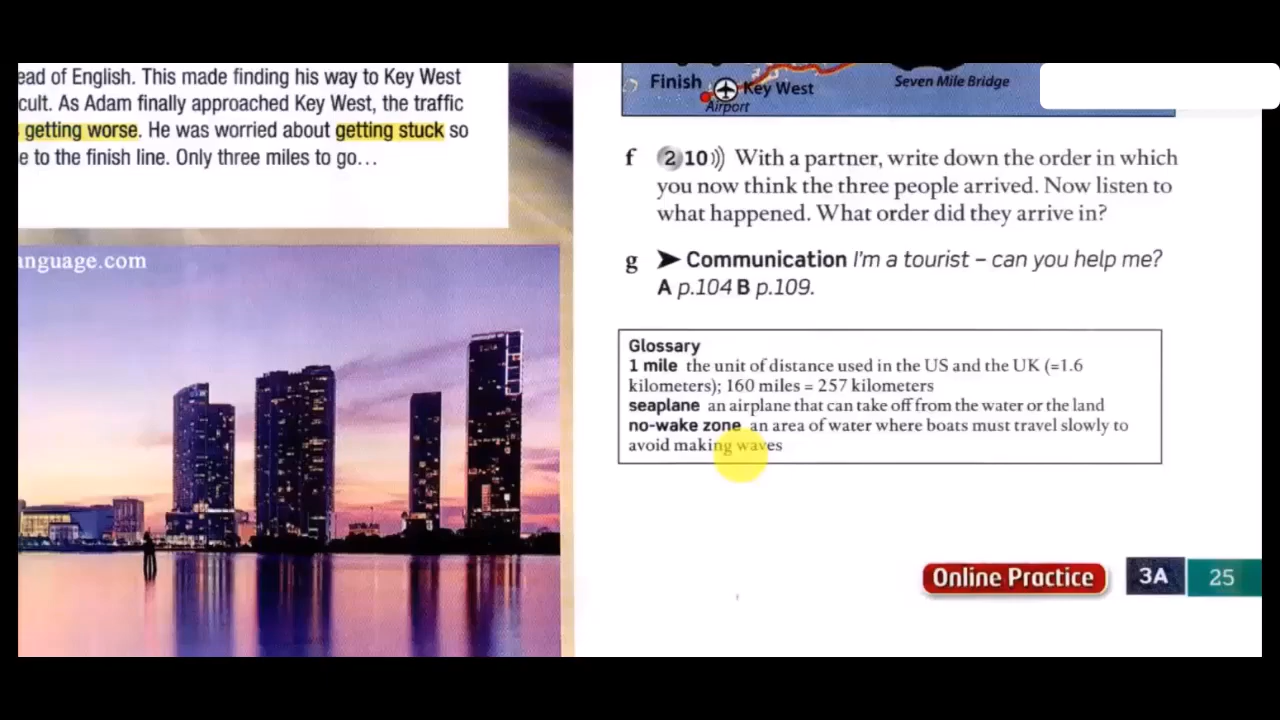 ead of English. This made finding his way to Key West
cult. As Adam finally approached Key West, the traffic
getting worse. He was worried about getting stuck so
e to the finish line. Only three miles to go...
anguage.com
Finish
Key West
Airport
Seven Mile Bridge
f 2 10 With a partner, write down the order in which
you now think the three people arrived. Now listen to
what happened. What order did they arrive in?
g ➤ Communication I'm a tourist – can you help me?
A p.104 B p.109.
Glossary
1 mile the unit of distance used in the US and the UK (=1.6
kilometers); 160 miles = 257 kilometers
seaplane an airplane that can take off from the water or the land
no-wake zone an area of water where boats must travel slowly to
avoid making waves
Online Practice
3A
25